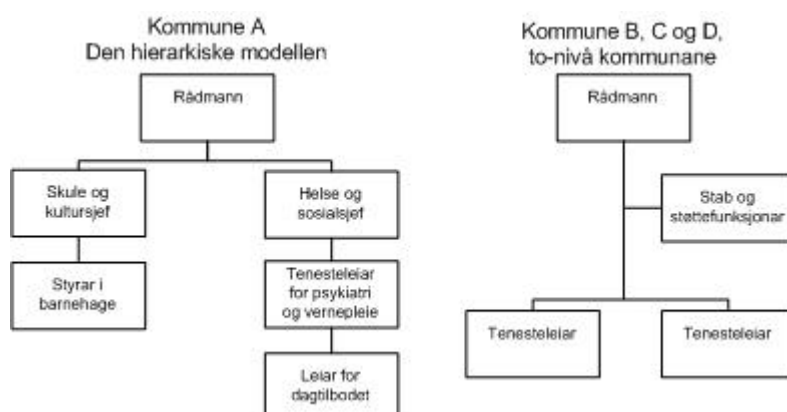 Kommune A
Den hierarkiske modellen
Rådmann
Skule og
kultursjef
Helse og
sosialsjef
Styrar i
barnehage
Tenesteleiar
for psykiatri
og vernepleie
Leiar for
dagtilbodet
Kommune B, C og D,
to-nivå kommunane
Rådmann
Stab og
støttefunksjonar
Tenesteleiar
Tenesteleiar